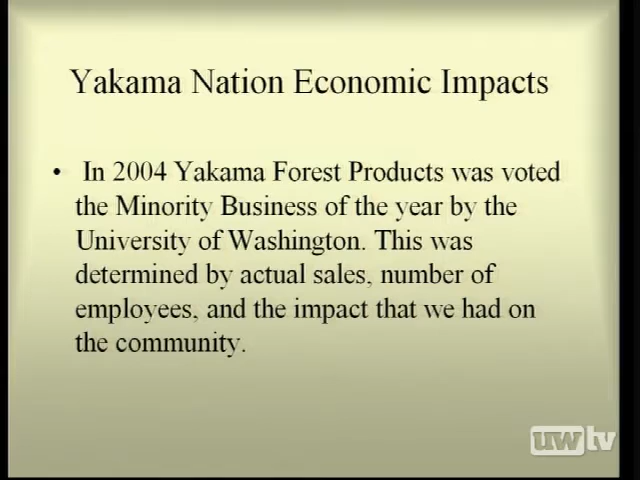 Yakama Nation Economic Impacts
• In 2004 Yakama Forest Products was voted
the Minority Business of the year by the
University of Washington. This was
determined by actual sales, number of
employees, and the impact that we had on
the community.
uwtv